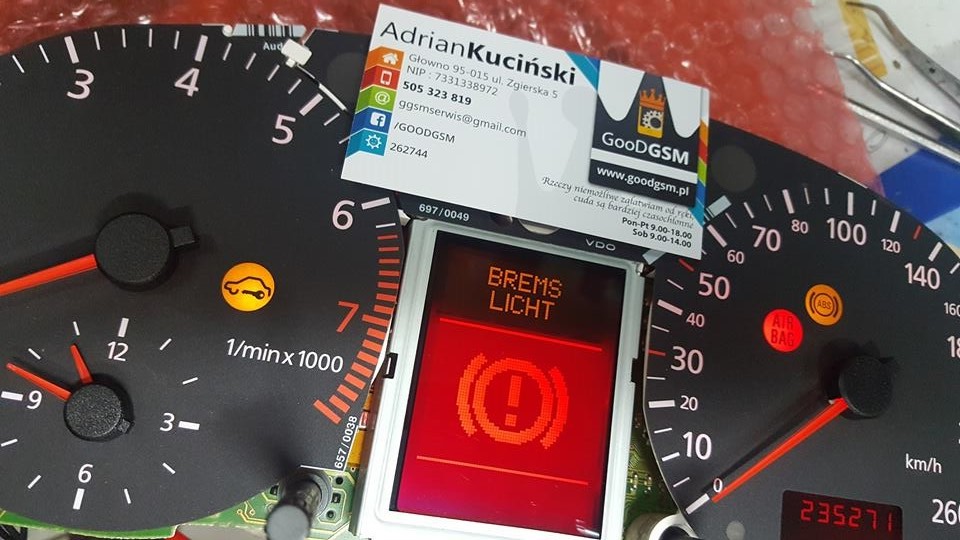 Aud
3
4
5
6
7
1/min x 1000
12
3
6
9
657/0038
AdrianKuciński
Głowno 95-015 ul. Zgierska 5
NIP : 7331338972
505 323 819
ggsmserwis@gmail.com
/GOODGSM
262744
GooDGSM
www.goodgsm.pl
Rzeczy niemożliwe załatwiam od ręki
cuda są bardziej czasochłonne
Pon-Pt 9.00-18.00
Sob 9.00-14.00
697/0049
VDO
BREMS
LICHT
!
0
10
20
30
40
50
60
70
80
100
120
140
160
18
260
km/h
AIR
BAG
ABS
235271